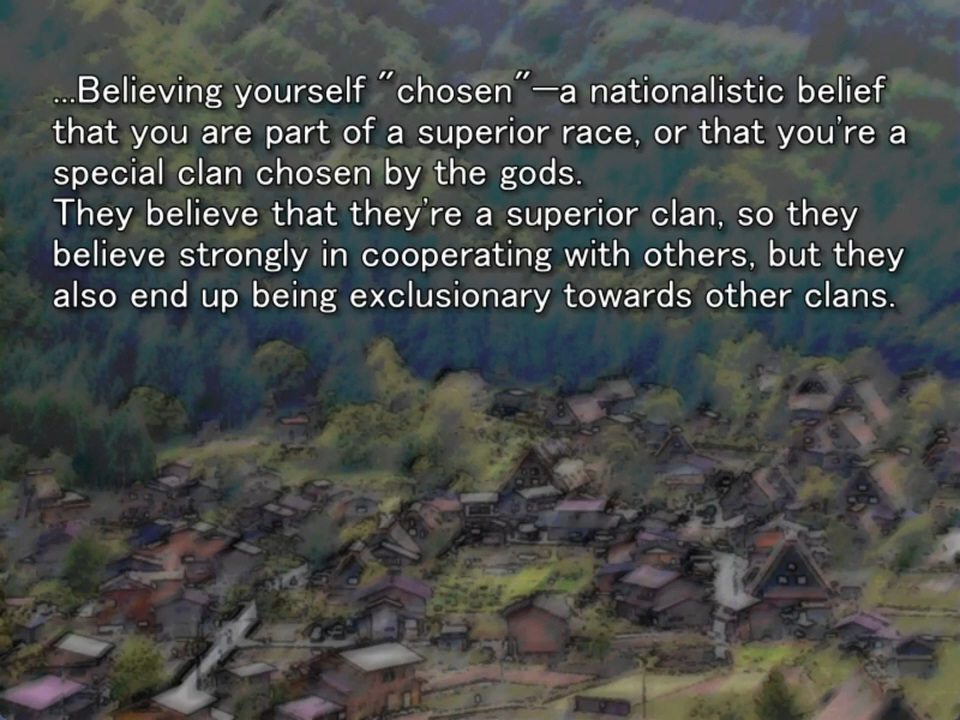 ...Believing yourself "chosen"—a nationalistic belief
that you are part of a superior race, or that you're a
special clan chosen by the gods.
They believe that they're a superior clan, so they
believe strongly in cooperating with others, but they
also end up being exclusionary towards other clans.